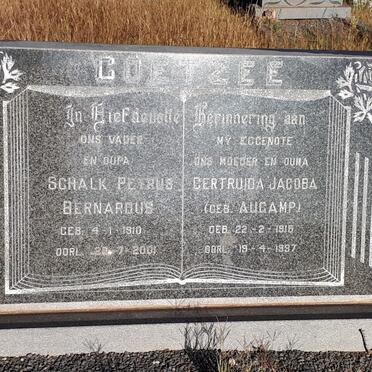 COETZEE
In Liefdevolle Herinnering aan
ONS VADER
EN OUPA
SCHALK PETRUS
BERNARDUS
GEB. 4-1-1910
OORL. 20-7-2001
MY EGGENOTE
ONS MOEDER EN OUMA
GERTRUIDA JACOBA
(GEB. AUCAMP)
GEB. 22-2-1916
OORL. 19-4-1997